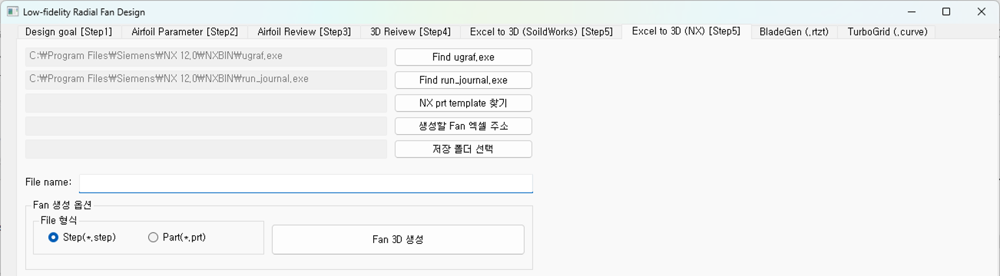 Low-fidelity Radial Fan Design
Design goal [Step1] Airfoil Parameter [Step2] Airfoil Review [Step3] 3D Reivew [Step4] Excel to 3D (SoildWorks) [Step5] Excel to 3D (NX) [Step5] BladeGen (.rtzt) TurboGrid (.curve)
C:₩Program Files₩Siemens₩NX 12.0₩NXBIN₩ugraf.exe Find ugraf.exe
C:₩Program Files₩Siemens₩NX 12.0₩NXBIN₩run_journal.exe Find run_journal.exe
NX prt template 찾기
생성할 Fan 엑셀 주소
저장 폴더 선택
File name:
Fan 생성 옵션
File 형식
Step(*.step) Part(*.prt) Fan 3D 생성